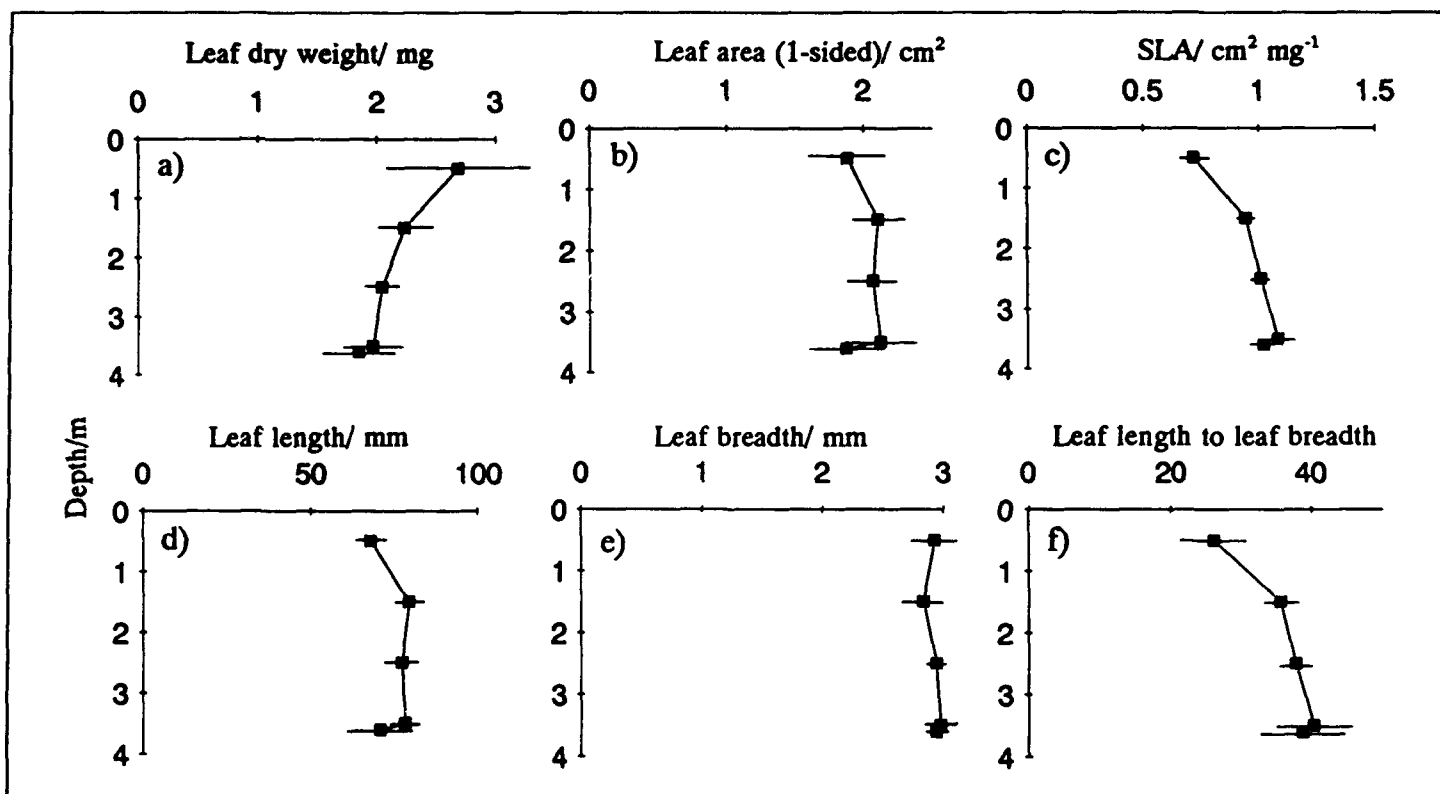 Leaf dry weight/ mg
0 1 2 3
0
1
2
3
4
a)
Leaf area (1-sided)/ cm²
0 1 2
0
1
2
3
4
b)
SLA/ cm² mg⁻¹
0 0.5 1 1.5
0
1
2
3
4
c)
Depth/m
Leaf length/ mm
0 50 100
0
1
2
3
4
d)
Leaf breadth/ mm
0 1 2 3
0
1
2
3
4
e)
Leaf length to leaf breadth
0 20 40
0
1
2
3
4
f)